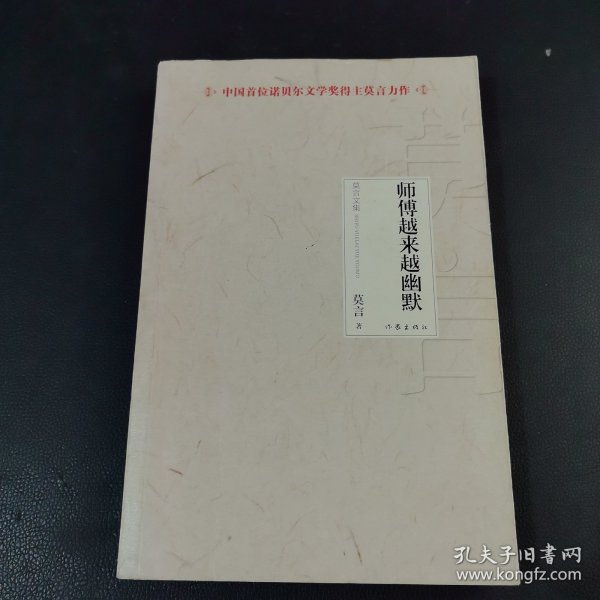 中国首位诺贝尔文学奖得主莫言力作
师傅越来越幽默
莫言文集
莫言 著
作家出版社
孔夫子旧书网
www.kongfz.com